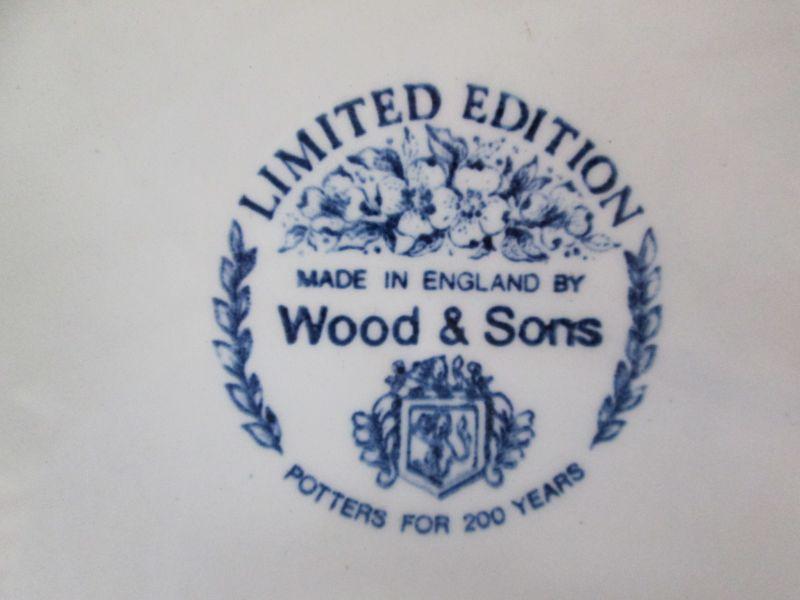 LIMITED EDITION
MADE IN ENGLAND BY
Wood & Sons
POTTERS FOR 200 YEARS